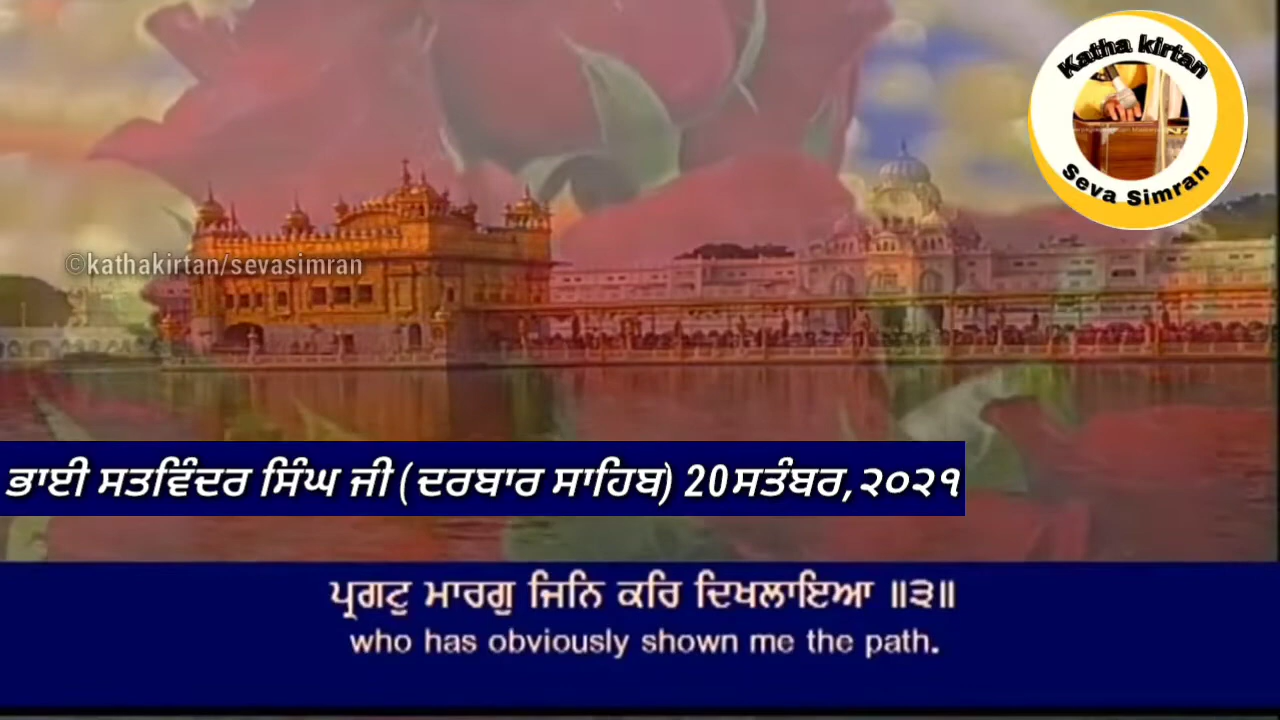 Katha kirtan
Seva Simran
©kathakirtan/sevasimran
ਭਾਈ ਸਤਵਿੰਦਰ ਸਿੰਘ ਜੀ (ਦਰਬਾਰ ਸਾਹਿਬ) 20ਸਤੰਬਰ,੨੦੨੧
ਪ੍ਰਗਟੁ ਮਾਰਗੁ ਜਿਨਿ ਕਰਿ ਦਿਖਲਾਇਆ ॥੩॥
who has obviously shown me the path.